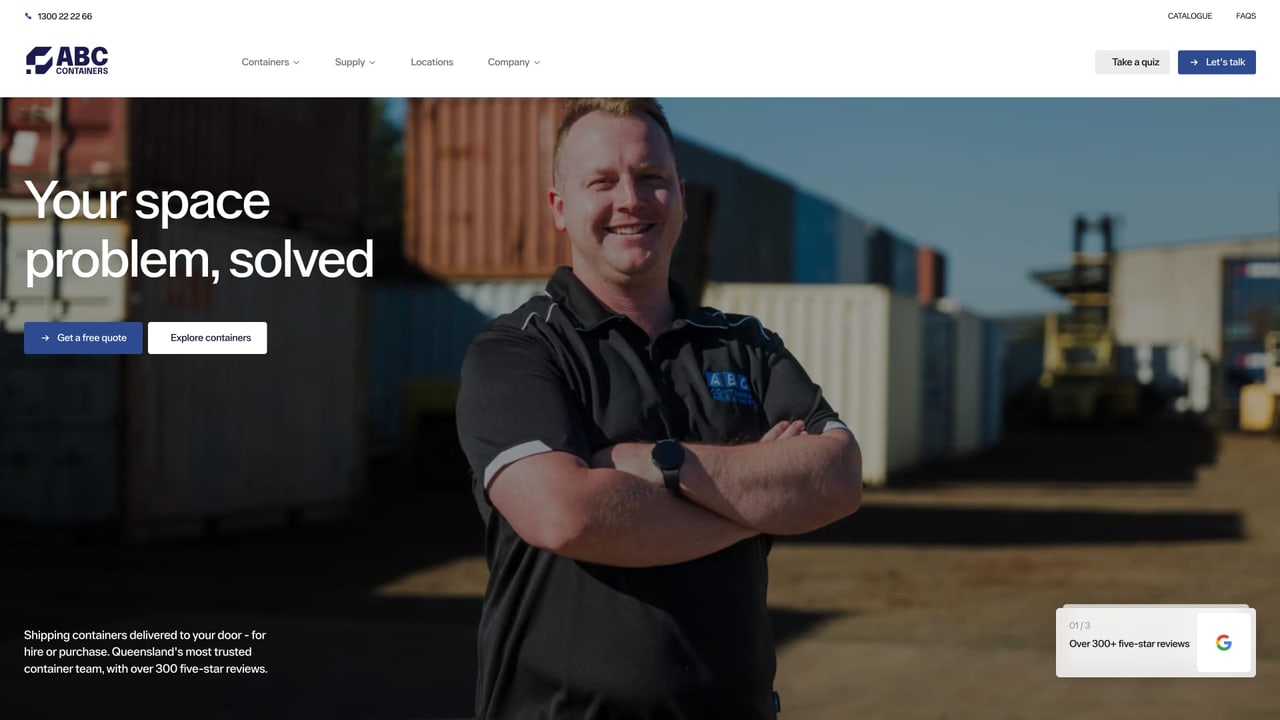 1300 22 22 66
CATALOGUE
FAQS
ABC
CONTAINERS
Containers
Supply
Locations
Company
Take a quiz
Let's talk
Your space
problem, solved
Get a free quote
Explore containers
ABC
Shipping containers delivered to your door - for
hire or purchase. Queensland's most trusted
container team, with over 300 five-star reviews.
01 / 3
Over 300+ five-star reviews
G